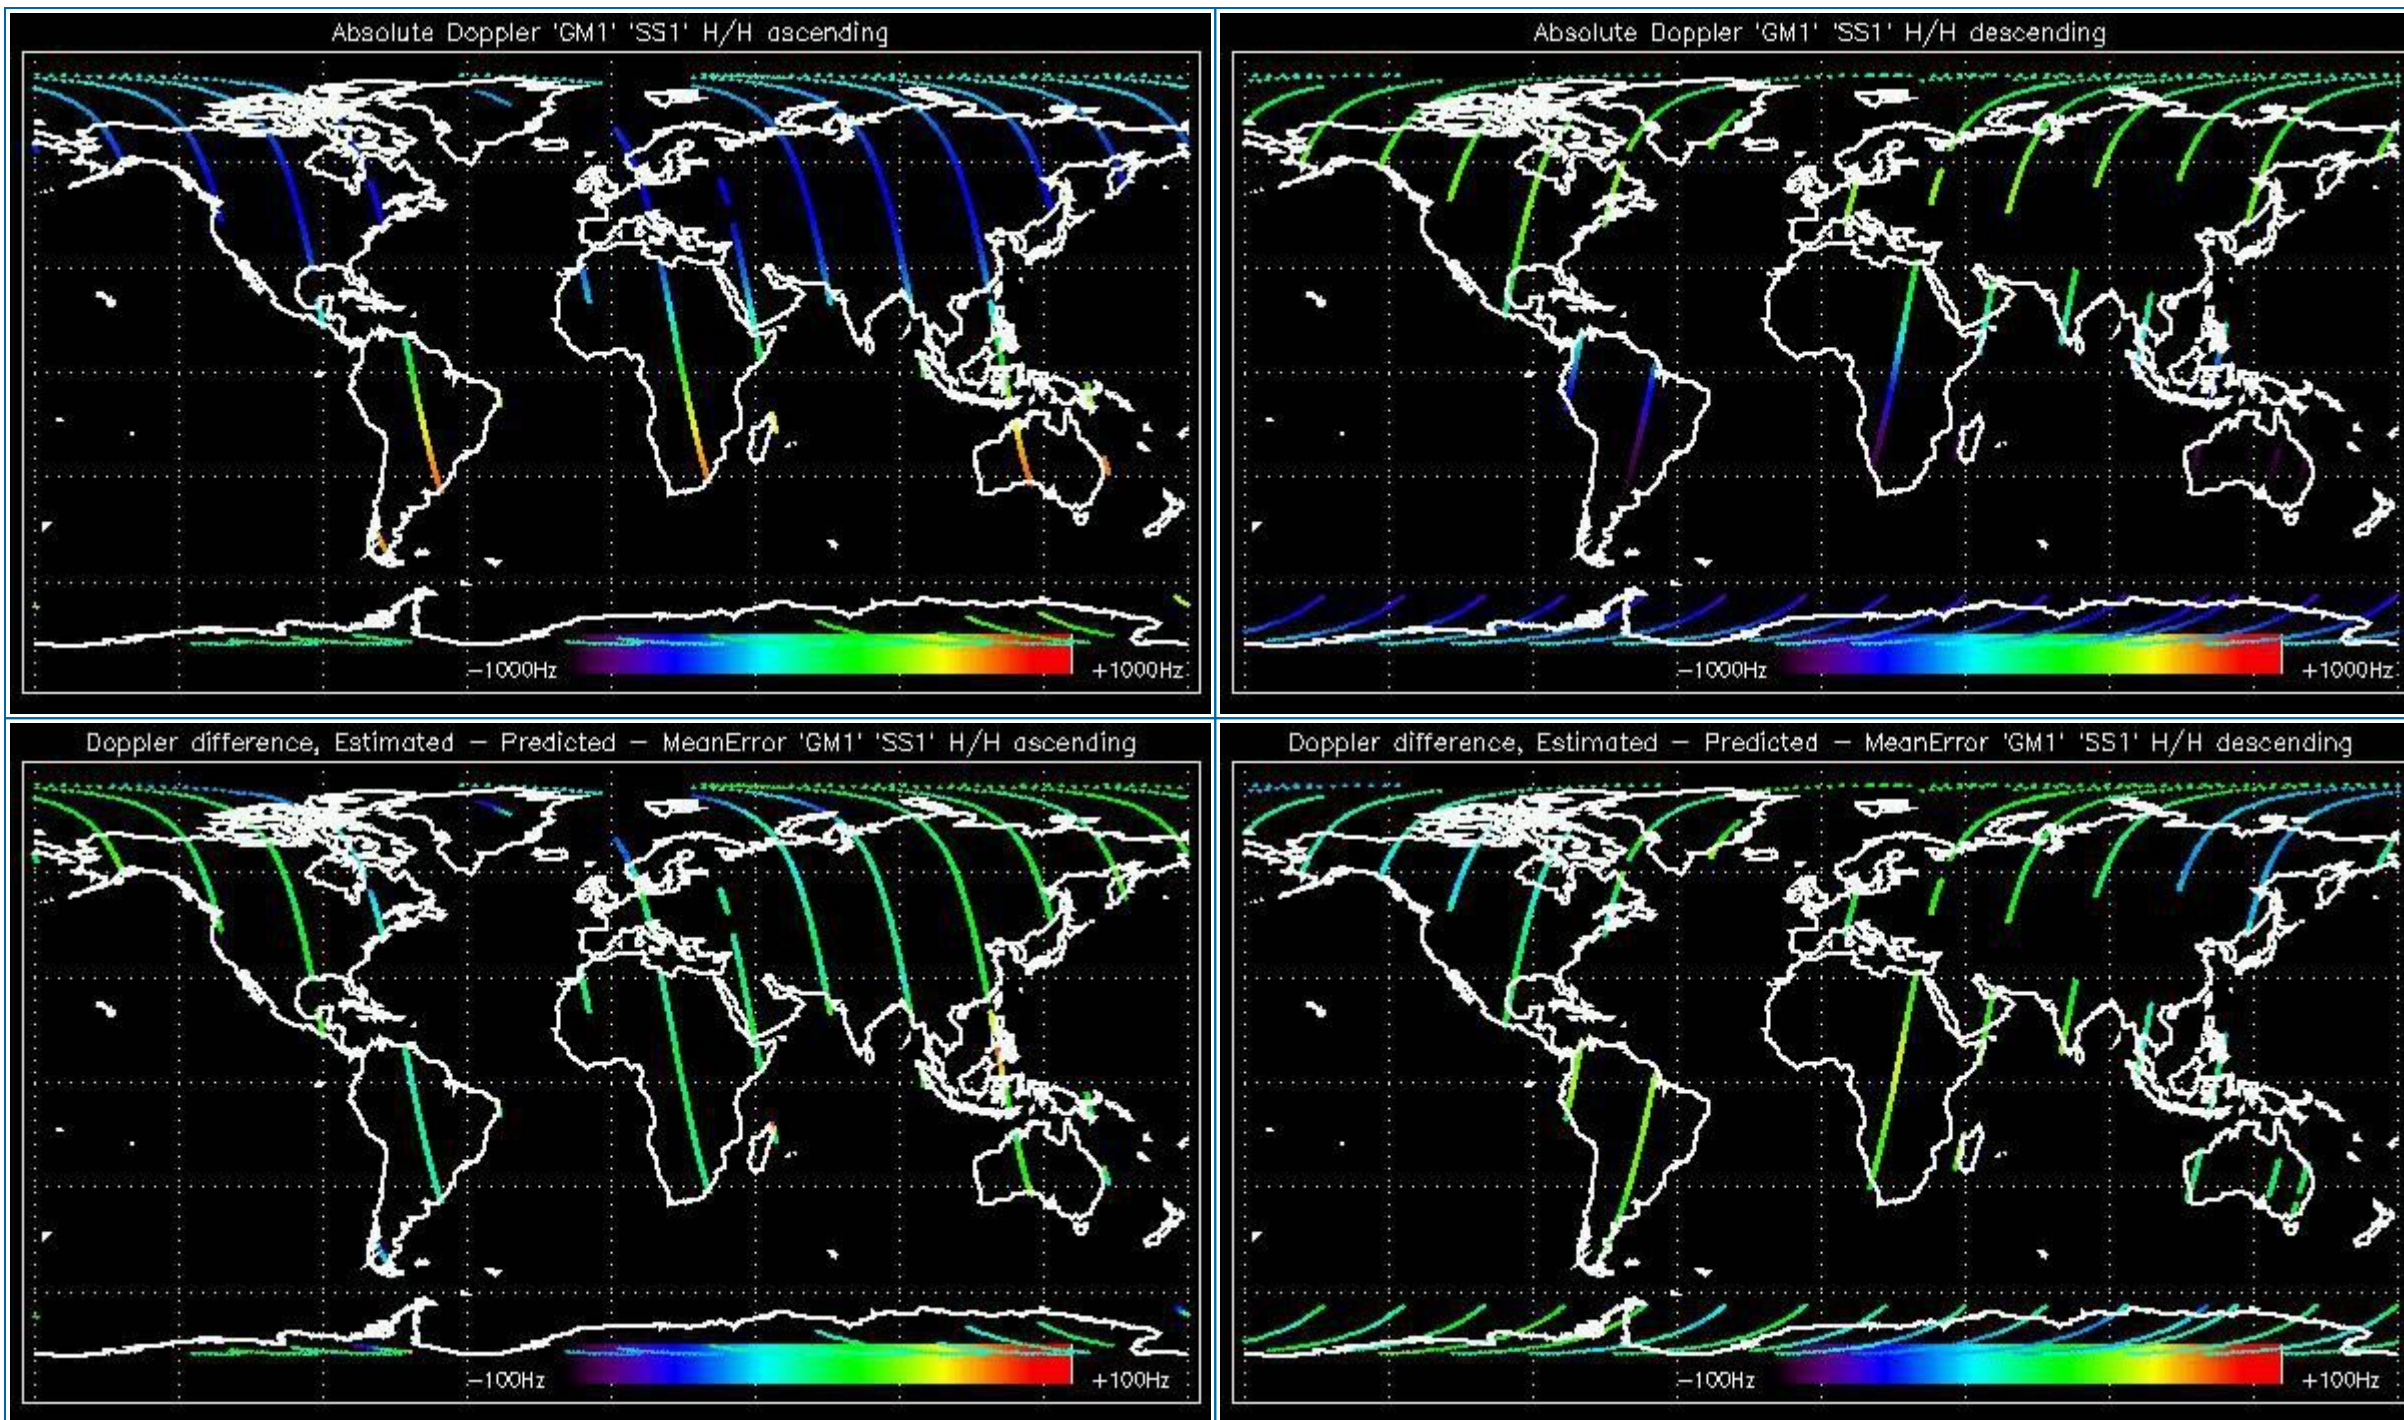 Absolute Doppler 'GM1' 'SS1' H/H ascending
-1000Hz
+1000Hz
Absolute Doppler 'GM1' 'SS1' H/H descending
-1000Hz
+1000Hz
Doppler difference, Estimated - Predicted - MeanError 'GM1' 'SS1' H/H ascending
-100Hz
+100Hz
Doppler difference, Estimated - Predicted - MeanError 'GM1' 'SS1' H/H descending
-100Hz
+100Hz